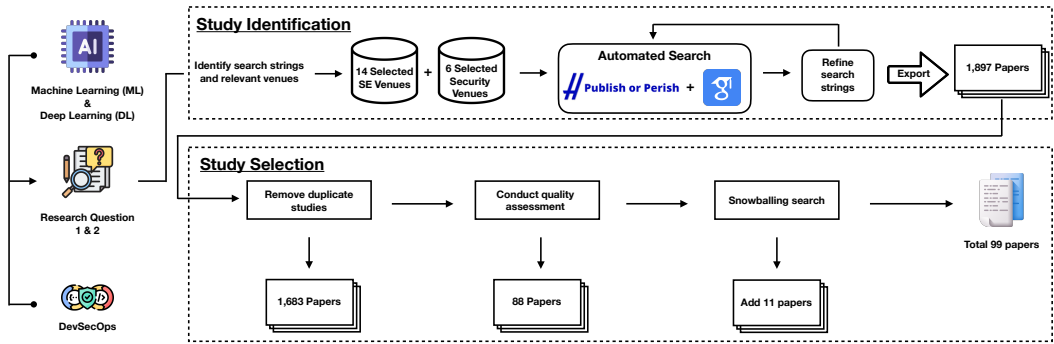 AI
Machine Learning (ML)
&
Deep Learning (DL)
Research Question
1 & 2
DevSecOps
Study Identification
Identify search strings
and relevant venues
14 Selected
SE Venues
+
6 Selected
Security
Venues
Automated Search
Publish or Perish +
Refine
search
strings
Export
1,897 Papers
Study Selection
Remove duplicate
studies
Conduct quality
assessment
Snowballing search
Total 99 papers
1,683 Papers
88 Papers
Add 11 papers